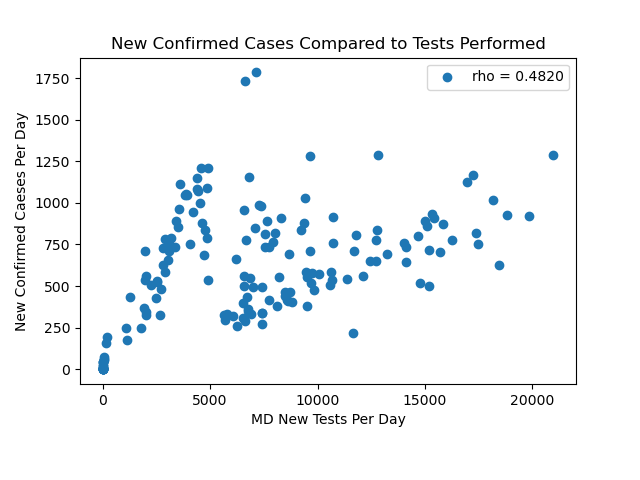 New Confirmed Cases Compared to Tests Performed
rho = 0.4820
New Confirmed Caeses Per Day
1750
1500
1250
1000
750
500
250
0
0 5000 10000 15000 20000
MD New Tests Per Day